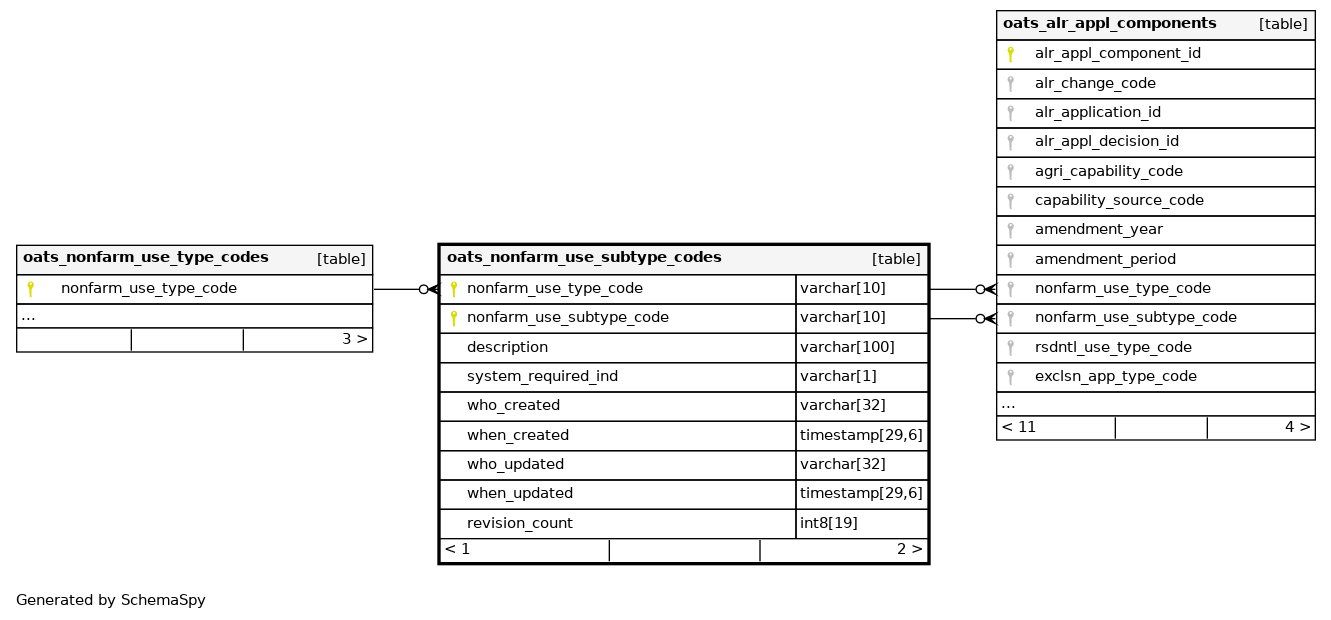 oats_nonfarm_use_type_codes [table]
nonfarm_use_type_code
...
3 >
oats_nonfarm_use_subtype_codes [table]
nonfarm_use_type_code varchar[10]
nonfarm_use_subtype_code varchar[10]
description varchar[100]
system_required_ind varchar[1]
who_created varchar[32]
when_created timestamp[29,6]
who_updated varchar[32]
when_updated timestamp[29,6]
revision_count int8[19]
< 1 2 >
oats_alr_appl_components [table]
alr_appl_component_id
alr_change_code
alr_application_id
alr_appl_decision_id
agri_capability_code
capability_source_code
amendment_year
amendment_period
nonfarm_use_type_code
nonfarm_use_subtype_code
rsdntl_use_type_code
exclsn_app_type_code
...
< 11 4 >
Generated by SchemaSpy